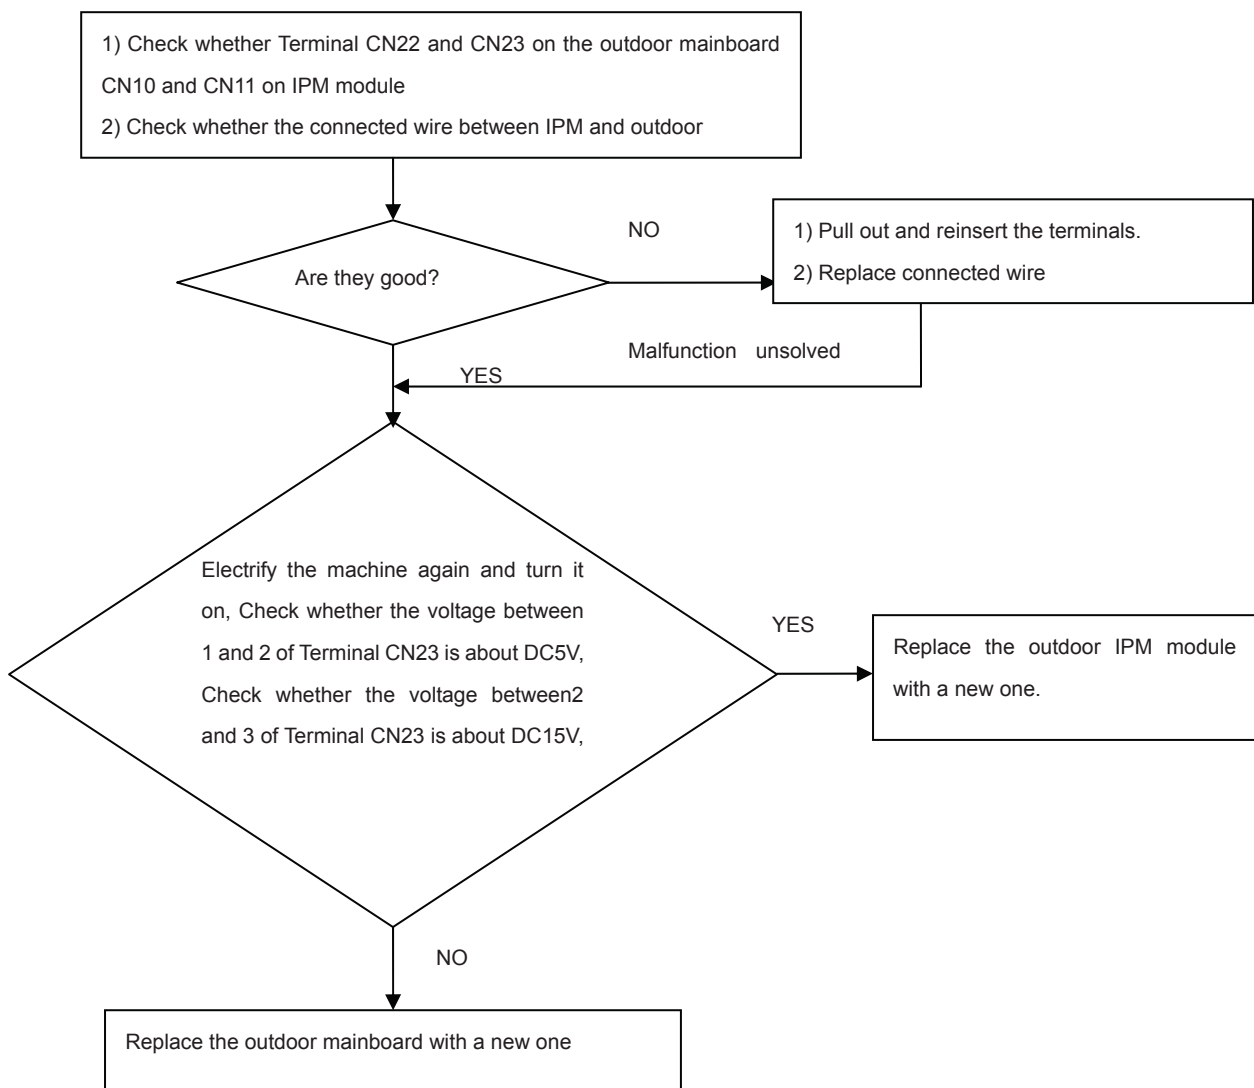 1) Check whether Terminal CN22 and CN23 on the outdoor mainboard
CN10 and CN11 on IPM module
2) Check whether the connected wire between IPM and outdoor
Are they good?
NO
1) Pull out and reinsert the terminals.
2) Replace connected wire
Malfunction unsolved
YES
Electrify the machine again and turn it
on, Check whether the voltage between
1 and 2 of Terminal CN23 is about DC5V,
Check whether the voltage between2
and 3 of Terminal CN23 is about DC15V,
YES
Replace the outdoor IPM module
with a new one.
NO
Replace the outdoor mainboard with a new one